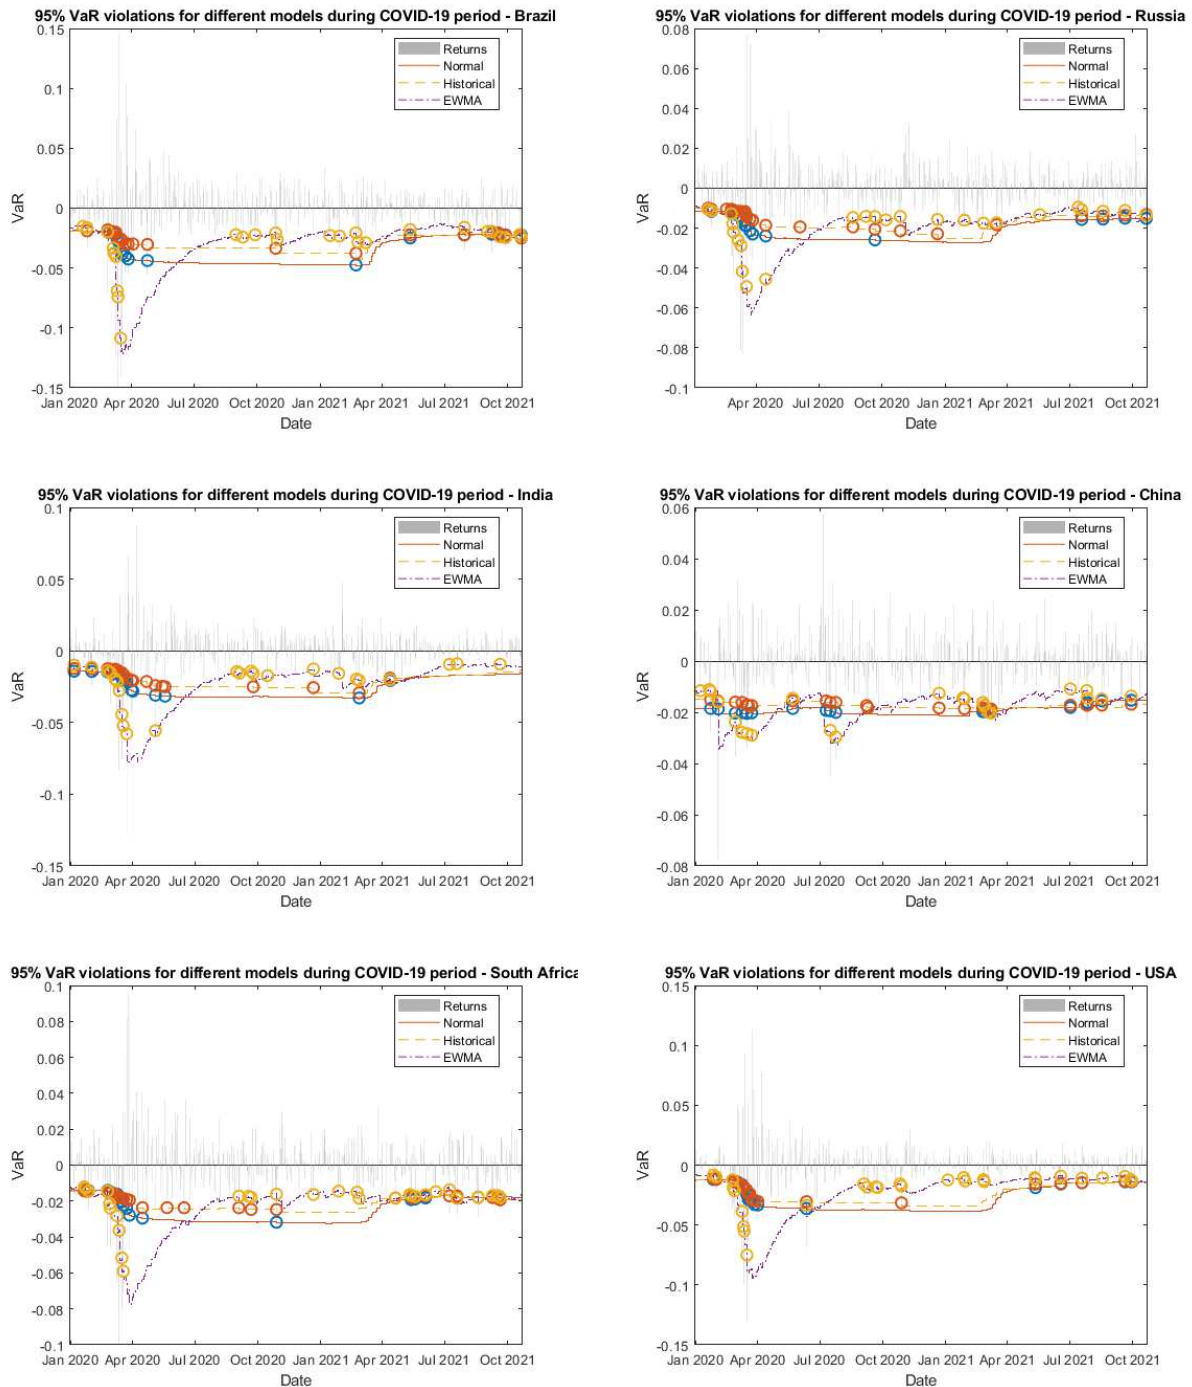 95% VaR violations for different models during COVID-19 period - Brazil
0.15
0.1
0.05
0
-0.05
-0.1
-0.15
VaR
Returns
Normal
Historical
EWMA
Jan 2020 Apr 2020 Jul 2020 Oct 2020 Jan 2021 Apr 2021 Jul 2021 Oct 2021
Date
95% VaR violations for different models during COVID-19 period - Russia
0.08
0.06
0.04
0.02
0
-0.02
-0.04
-0.06
-0.08
-0.1
VaR
Returns
Normal
Historical
EWMA
Apr 2020 Jul 2020 Oct 2020 Jan 2021 Apr 2021 Jul 2021 Oct 2021
Date
95% VaR violations for different models during COVID-19 period - India
0.1
0.05
0
-0.05
-0.1
-0.15
VaR
Returns
Normal
Historical
EWMA
Jan 2020 Apr 2020 Jul 2020 Oct 2020 Jan 2021 Apr 2021 Jul 2021 Oct 2021
Date
95% VaR violations for different models during COVID-19 period - China
0.06
0.04
0.02
0
-0.02
-0.04
-0.06
-0.08
VaR
Returns
Normal
Historical
EWMA
Jan 2020 Apr 2020 Jul 2020 Oct 2020 Jan 2021 Apr 2021 Jul 2021 Oct 2021
Date
95% VaR violations for different models during COVID-19 period - South Africa
0.1
0.08
0.06
0.04
0.02
0
-0.02
-0.04
-0.06
-0.08
-0.1
VaR
Returns
Normal
Historical
EWMA
Jan 2020 Apr 2020 Jul 2020 Oct 2020 Jan 2021 Apr 2021 Jul 2021 Oct 2021
Date
95% VaR violations for different models during COVID-19 period - USA
0.15
0.1
0.05
0
-0.05
-0.1
-0.15
VaR
Returns
Normal
Historical
EWMA
Jan 2020 Apr 2020 Jul 2020 Oct 2020 Jan 2021 Apr 2021 Jul 2021 Oct 2021
Date